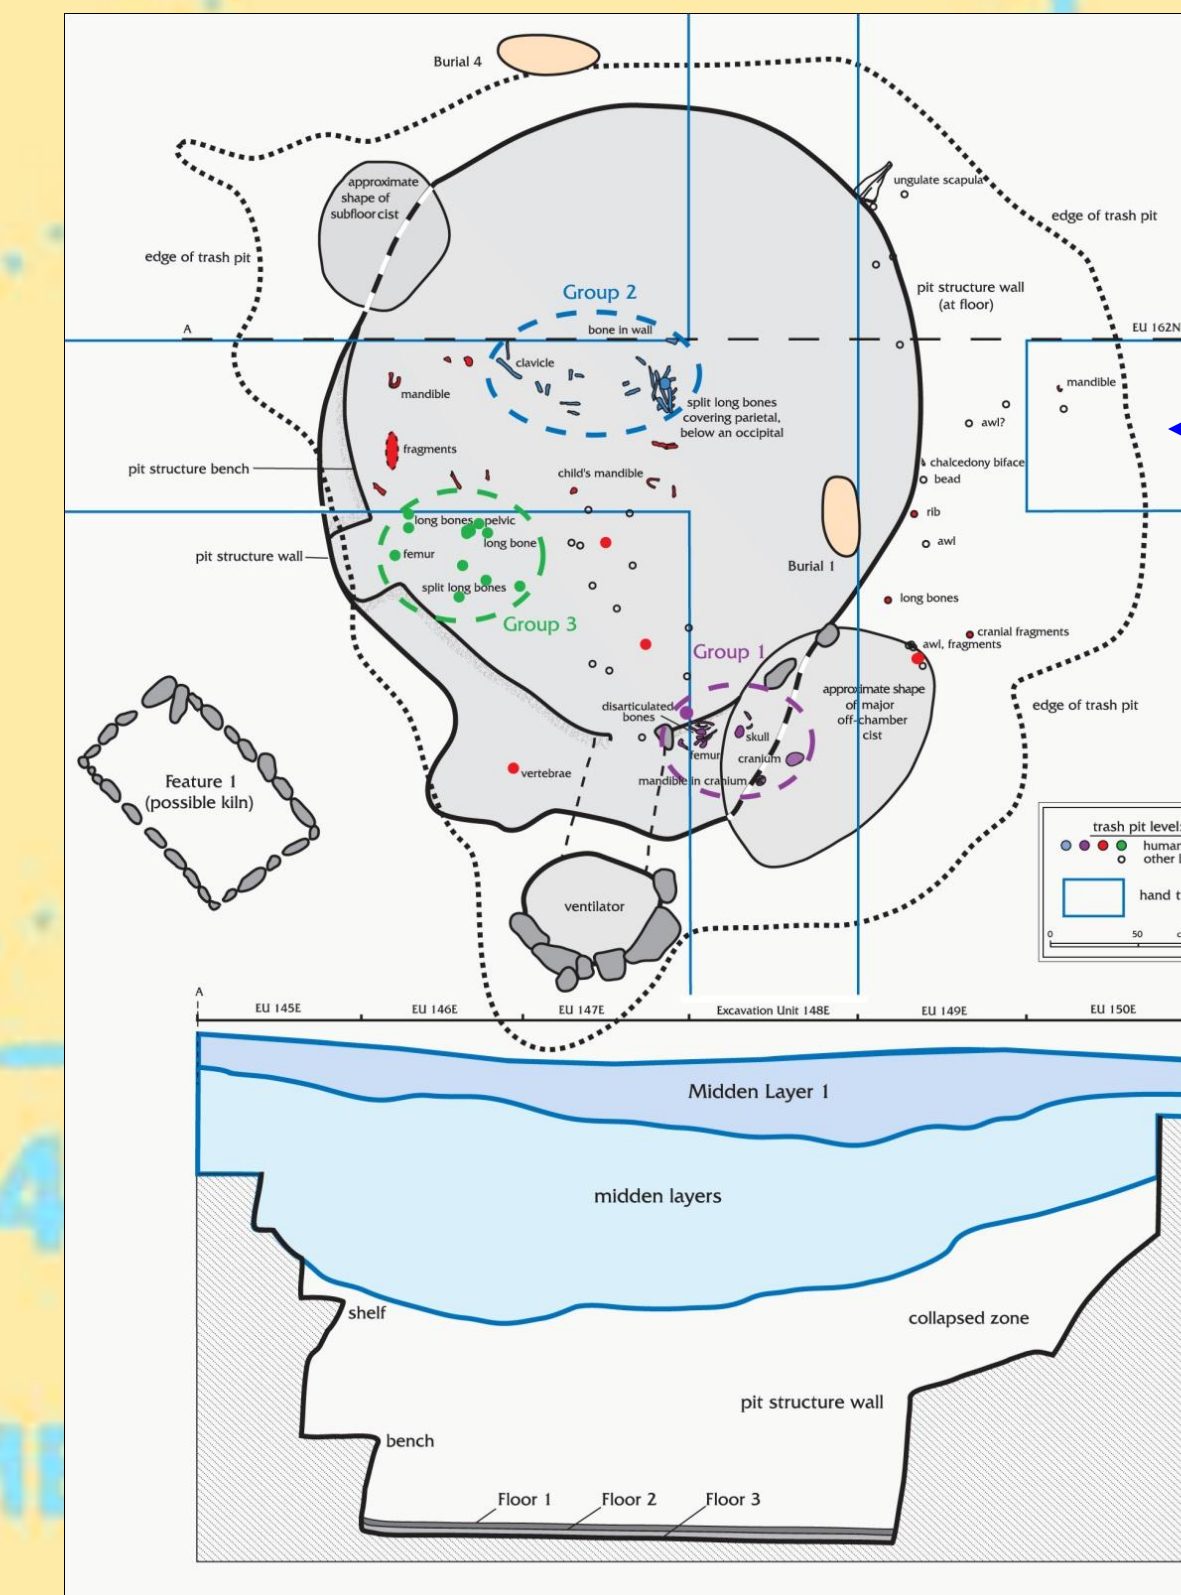 Burial 4
approximate
shape of
subfloor cist
ungulate scapula
edge of trash pit
edge of trash pit
pit structure wall
(at floor)
Group 2
A
bone in wall
EU 162N
clavicle
mandible
mandible
split long bones
covering parietal,
below an occipital
awl?
fragments
pit structure bench
child's mandible
chalcedony biface
bead
long bones
pelvic
rib
long bone
awl
pit structure wall
femur
Burial 1
split long bones
long bones
Group 3
cranial fragments
awl, fragments
Group 1
approximate shape
of major
off-chamber
cist
edge of trash pit
disarticulated
bones
skull
femur
cranium
vertebrae
mandible in cranium
Feature 1
(possible kiln)
trash pit level:
human
other
hand t
0 50
ventilator
A
EU 145E EU 146E EU 147E Excavation Unit 148E EU 149E EU 150E
Midden Layer 1
midden layers
shelf
collapsed zone
pit structure wall
bench
Floor 1 Floor 2 Floor 3